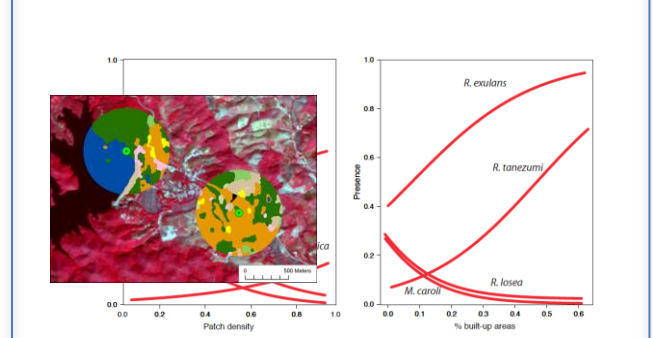 1.0
0.0
0.0 0.2 0.4 0.6 0.8 1.0
Patch density
ica
0 500 Meters
1.0
0.8
0.6
0.4
0.2
0.0
Presence
R. exulans
R. tanezumi
R. losea
M. caroli
0.0 0.1 0.2 0.3 0.4 0.5 0.6
% built-up areas